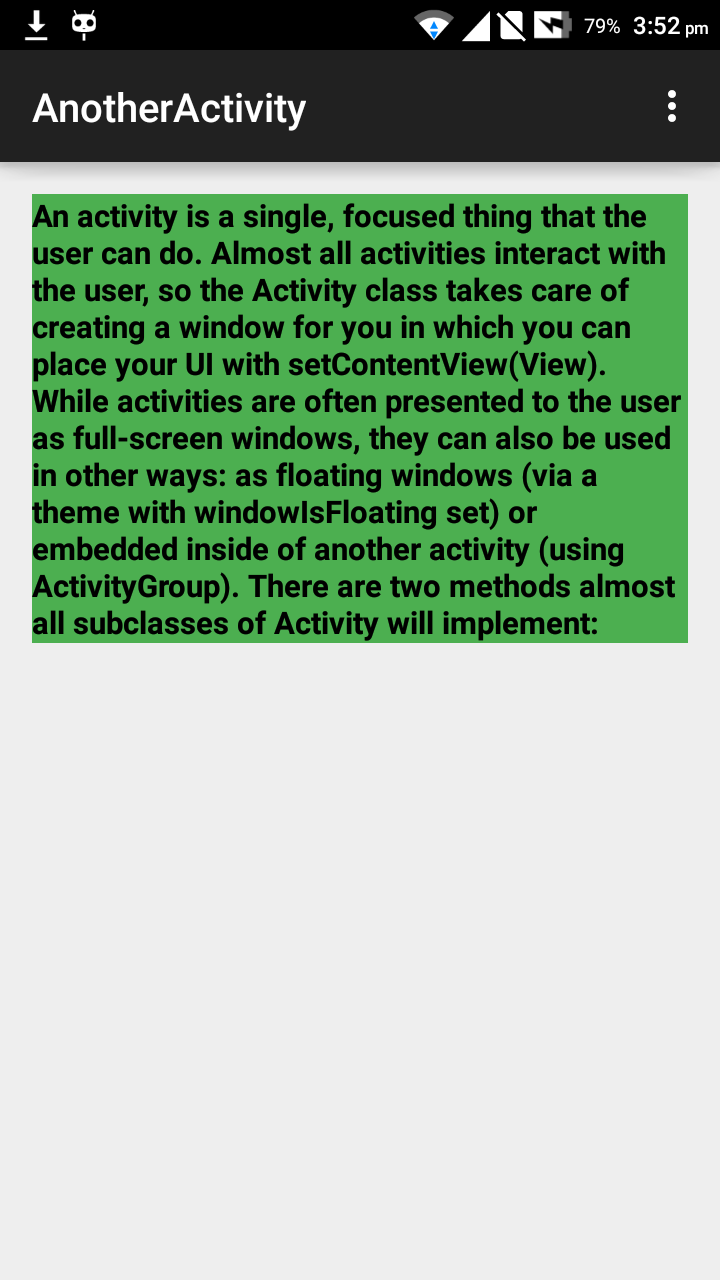 79% 3:52 pm
AnotherActivity
An activity is a single, focused thing that the
user can do. Almost all activities interact with
the user, so the Activity class takes care of
creating a window for you in which you can
place your UI with setContentView(View).
While activities are often presented to the user
as full-screen windows, they can also be used
in other ways: as floating windows (via a
theme with windowIsFloating set) or
embedded inside of another activity (using
ActivityGroup). There are two methods almost
all subclasses of Activity will implement: